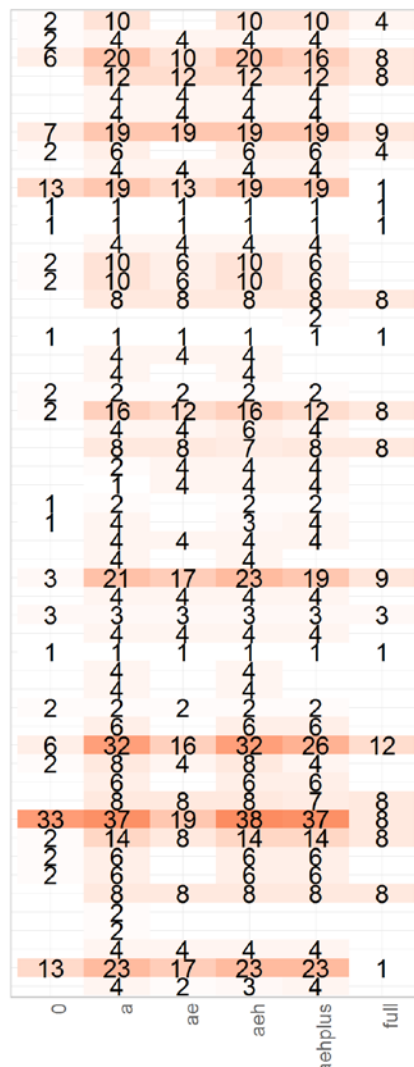 2 10 10 10 4
2 4 4 4 4
6 20 10 20 16 8
12 12 12 12 8
4 4 4 4
4 4 4 4
7 19 19 19 19 9
2 6 6 6 4
4 4 4 4
13 19 13 19 19 1
1 1 1 1 1 1
1 1 1 1 1 1
4 4 4 4
2 10 6 10 6
2 10 6 10 6
8 8 8 8 8
2
1 1 1 1 1 1
4 4 4
4 4
2 2 2 2 2
2 16 12 16 12 8
4 4 6 4
8 8 7 8 8
2 4 4 4
1 4 4 4
1 2 2 2
1 4 3 4
4 4 4 4
4 4
3 21 17 23 19 9
4 4 4 4
3 3 3 3 3 3
4 4 4 4
1 1 1 1 1 1
4 4
4 4
2 2 2 2 2
6 6 6
6 32 16 32 26 12
2 8 4 8 4
6 6 6
8 8 8 7 8
33 37 19 38 37 8
2 14 8 14 14 8
2 6 6 6
2 6 6 6
8 8 8 8 8
2
2
4 4 4 4
13 23 17 23 23 1
4 2 3 4
0 a ae aeh aehplus full